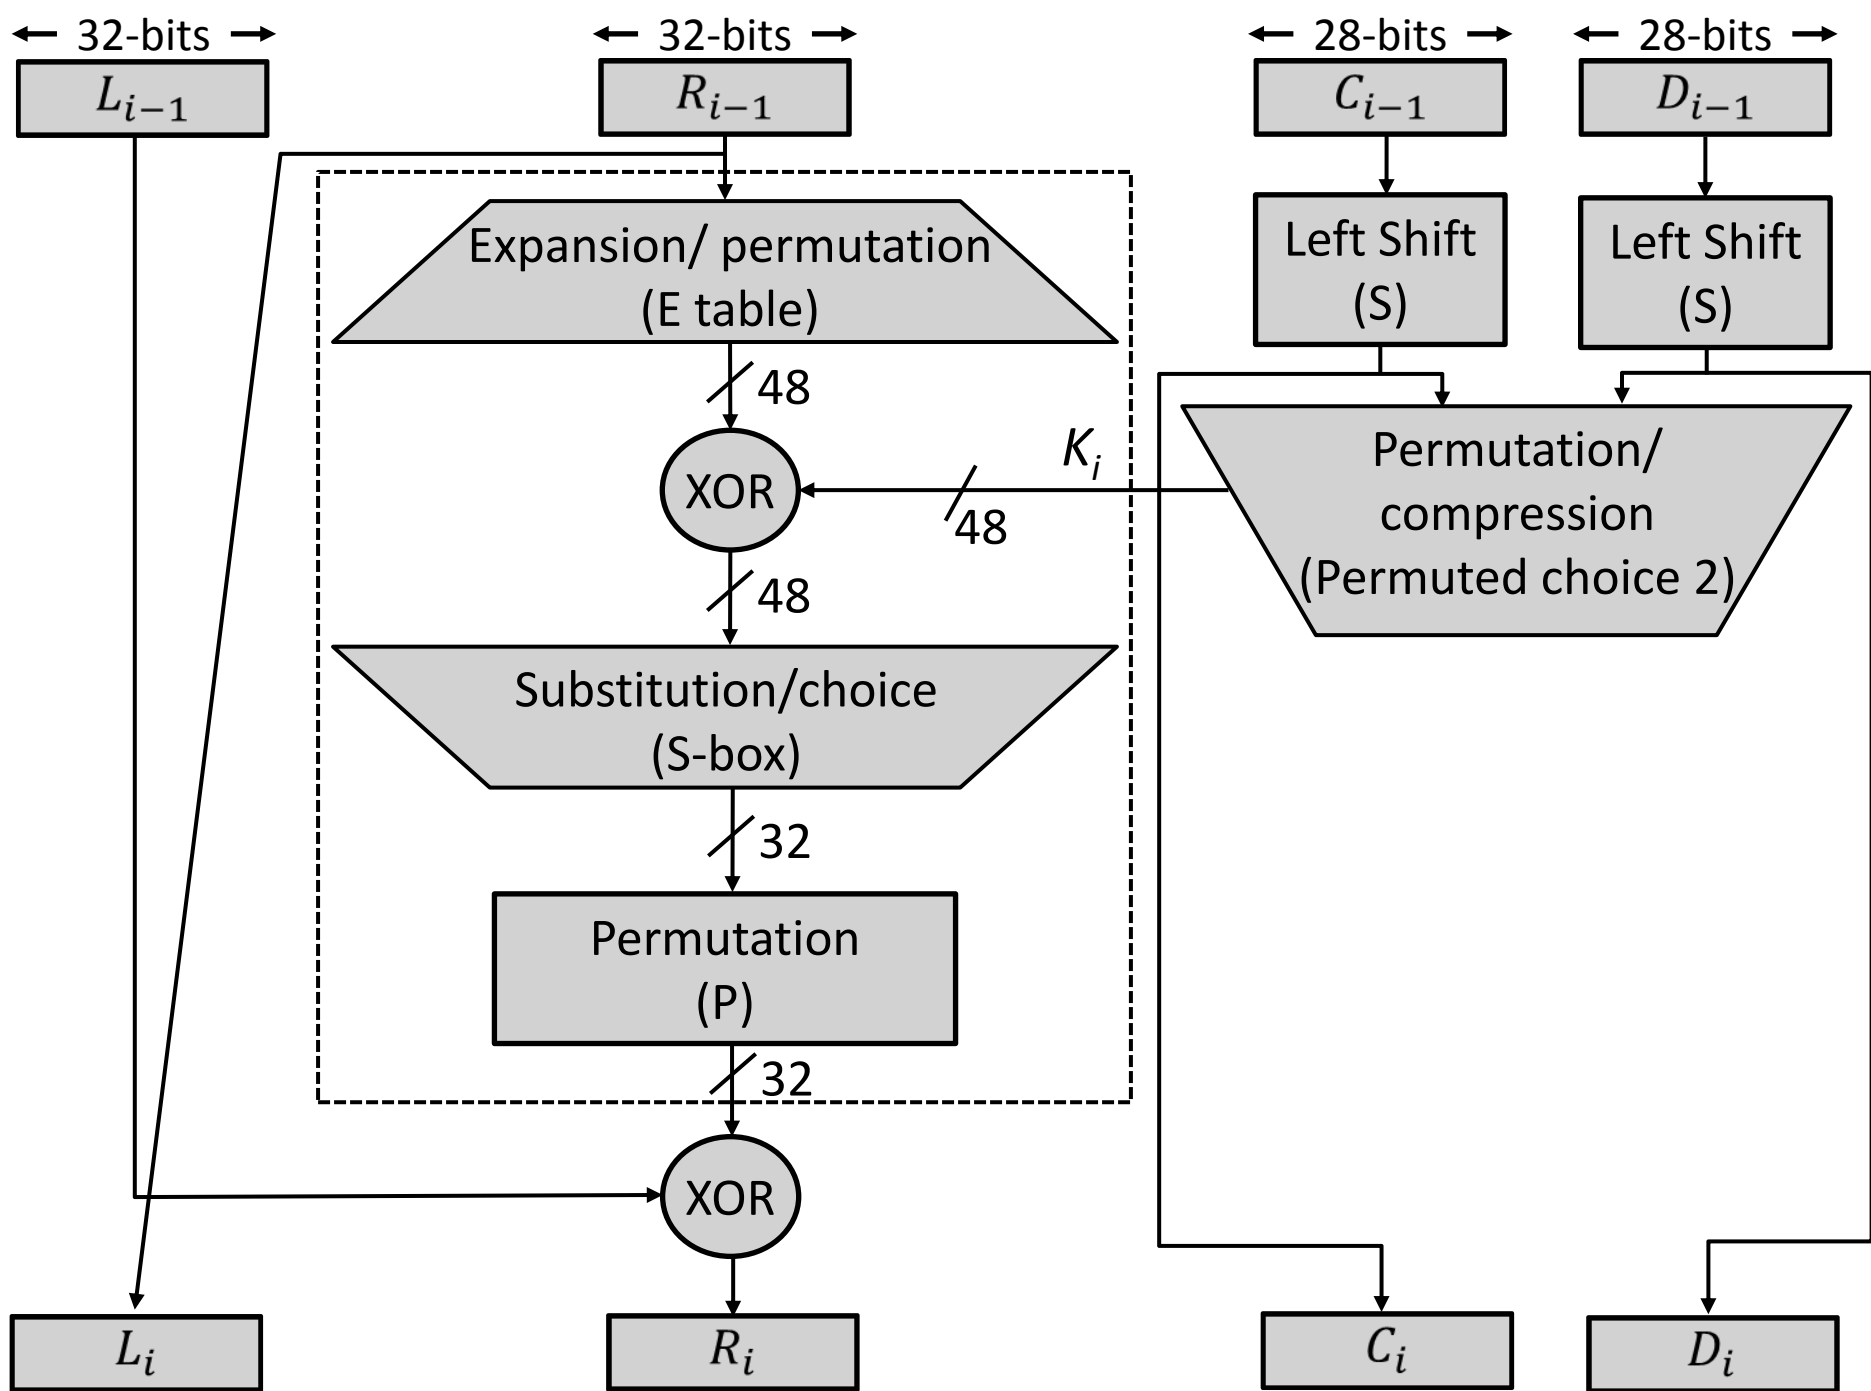 32-bits 32-bits 28-bits 28-bits
L_{i-1} R_{i-1} C_{i-1} D_{i-1}
Expansion/ permutation
(E table)
Left Shift
(S)
Left Shift
(S)
48
K_i
XOR
48
Permutation/
compression
(Permuted choice 2)
48
Substitution/choice
(S-box)
32
Permutation
(P)
32
XOR
L_i R_i C_i D_i